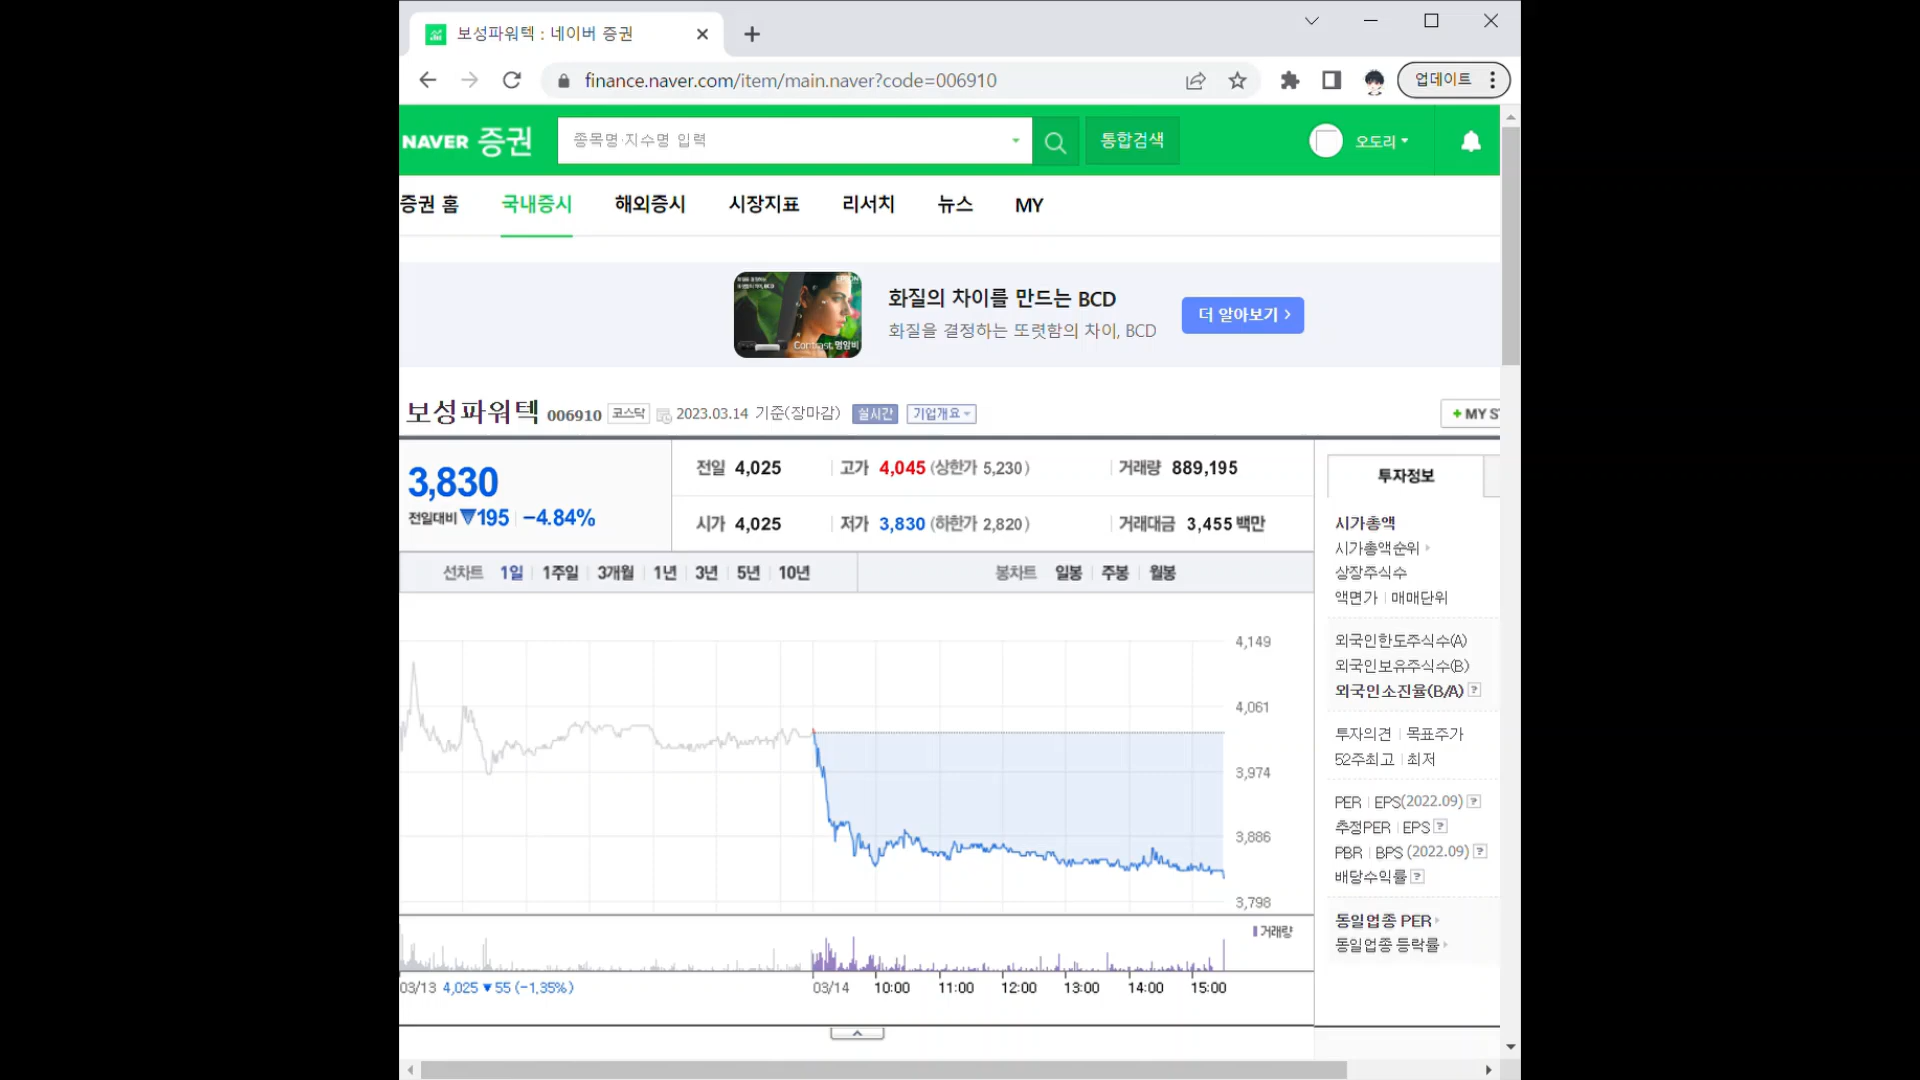 보성파워텍 : 네이버 증권
finance.naver.com/item/main.naver?code=006910
업데이트
NAVER 증권
종목명·지수명 입력
통합검색
오도리
증권 홈 국내증시 해외증시 시장지표 리서치 뉴스 MY
Contrast, 명암비
화질의 차이를 만드는 BCD
화질을 결정하는 또렷함의 차이, BCD
더 알아보기
보성파워텍 006910 코스닥 2023.03.14 기준(장마감) 실시간 기업개요
+ MY S
3,830
전일대비 ▼195 -4.84%
전일 4,025 고가 4,045 (상한가 5,230) 거래량 889,195
시가 4,025 저가 3,830 (하한가 2,820) 거래대금 3,455 백만
선차트 1일 1주일 3개월 1년 3년 5년 10년
봉차트 일봉 주봉 월봉
4,149
4,061
3,974
3,886
3,798
거래량
03/13 4,025 ▼ 55 (-1.35%)
03/14 10:00 11:00 12:00 13:00 14:00 15:00
투자정보
시가총액
시가총액순위
상장주식수
액면가 | 매매단위
외국인한도주식수(A)
외국인보유주식수(B)
외국인소진율(B/A) ?
투자의견 | 목표주가
52주최고 | 최저
PER | EPS(2022.09) ?
추정PER | EPS ?
PBR | BPS (2022.09) ?
배당수익률 ?
동일업종 PER
동일업종 등락률